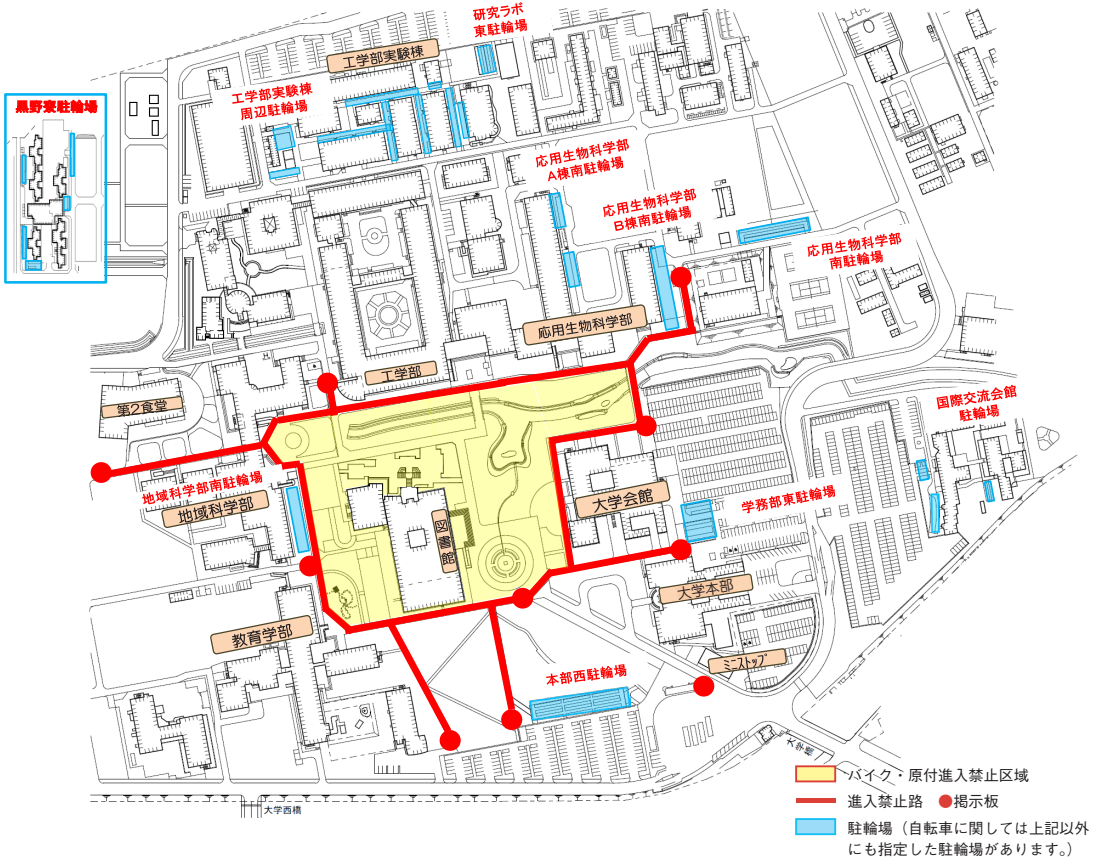 研究ラボ
東駐輪場
工学部実験棟
黒野寮駐輪場
工学部実験棟
周辺駐輪場
応用生物科学部
A棟南駐輪場
応用生物科学部
B棟南駐輪場
応用生物科学部
南駐輪場
応用生物科学部
工学部
第2食堂
国際交流会館
駐輪場
地域科学部南駐輪場
地域科学部
大学会館
学務部東駐輪場
図書館
大学本部
教育学部
ミニストップ
本部西駐輪場
大学橋
大学西橋
バイク・原付進入禁止区域
進入禁止路 ●掲示板
駐輪場（自転車に関しては上記以外
にも指定した駐輪場があります。）